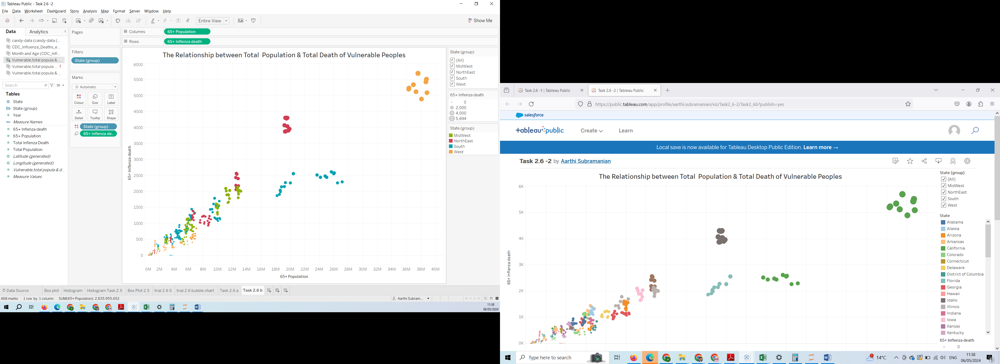 Tableau Public - Task 2.6 -2
File Data Worksheet Dashboard Story Analysis Map Format Server Window Help
Entire View
Show Me
Data Analytics
candy-data (candy-data (...
CDC_Influenza_Deaths_e...
Month and Age (CDC_Infl...
Vulnerable,total popula & ...
Vulnerable,total popula ... !
Vulnerable,total popula & ...
Search
Tables
State
State (group)
Year
Abc Measure Names
65+ Inflenza death
65+ Population
Total Inflenza Death
Total Population
Latitude (generated)
Longitude (generated)
Vulnerable,total popula & d...
Measure Values
Pages
Filters
State (group)
Marks
Automatic
Colour Size Label
Detail Tooltip Shape
State (group)
65+ Inflenza de..
Columns 65+ Population
Rows 65+ Inflenza death
The Relationship between Total Population & Total Death of Vulnerable Peoples
6000
5500
5000
4500
4000
3500
3000
2500
2000
1500
1000
500
0
65+ Inflenza death
0M 2M 4M 6M 8M 10M 12M 14M 16M 18M 20M 22M 24M 26M 28M 30M 32M 34M 36M 38M 40M
65+ Population
State (group)
(All)
MidWest
NorthEast
South
West
65+ Inflenza death
0
2,000
4,000
5,694
State (group)
MidWest
NorthEast
South
West
Data Source Box plot Histogram Histogram Task 2.5 Box Plot 2.5 trial 2.6 S trial 2.6 bubble chart Task 2.6 a Task 2.6 b
468 marks 1 row by 1 column SUM(65+ Population): 2,835,955,652
Aarthi Subram...
11:38
06/05/2024
Task 2.6 -1 | Tableau Public
Task 2.6 -2 | Tableau Public
https://public.tableau.com/app/profile/aarthi.subramanian/viz/Task2_6-2/Task2_6b?publish=yes
salesforce
tableau public
Create Learn
Local save is now available for Tableau Desktop Public Edition. Learn more →
Task 2.6 -2 by Aarthi Subramanian
The Relationship between Total Population & Total Death of Vulnerable Peoples
6K
5K
4K
3K
2K
1K
0K
65+ Inflenza death
State (group)
(All)
MidWest
NorthEast
South
West
State
Alabama
Alaska
Arizona
Arkansas
California
Colorado
Connecticut
Delaware
District of Columbia
Florida
Georgia
Hawaii
Idaho
Illinois
Indiana
Iowa
Kansas
Kentucky
65+ Inflenza death
0
Type here to search
1
14°C
ENG
11:38
06/05/2024
1